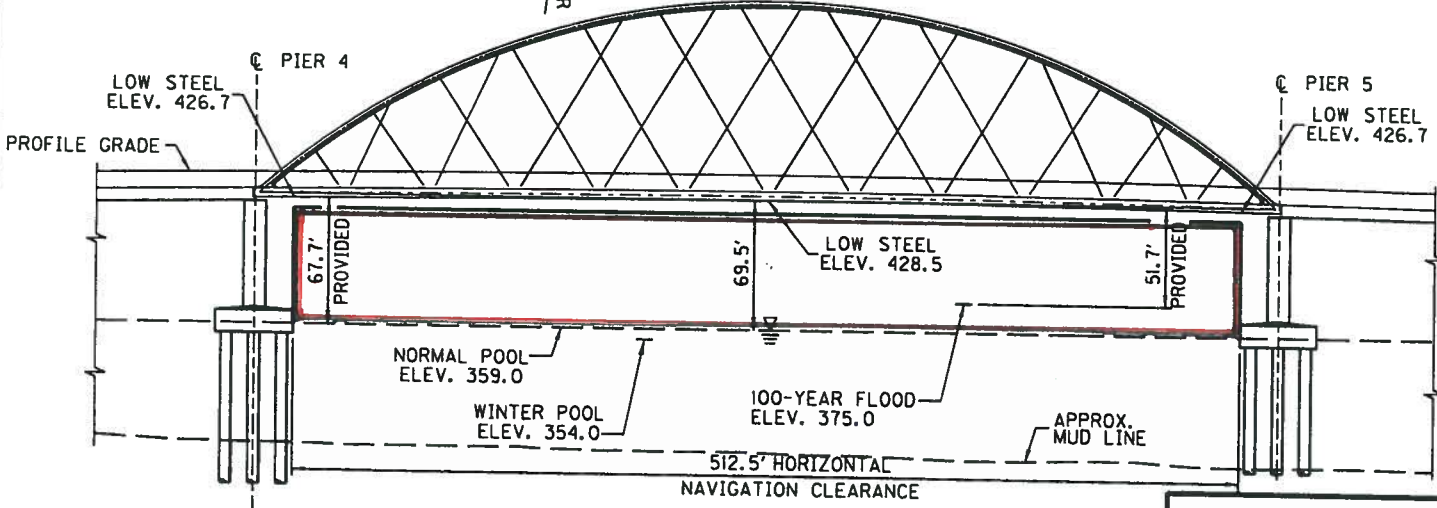 R
℄ PIER 4
LOW STEEL
ELEV. 426.7
PROFILE GRADE
℄ PIER 5
LOW STEEL
ELEV. 426.7
67.7'
PROVIDED
69.5'
LOW STEEL
ELEV. 428.5
51.7'
PROVIDED
NORMAL POOL
ELEV. 359.0
WINTER POOL
ELEV. 354.0
100-YEAR FLOOD
ELEV. 375.0
APPROX.
MUD LINE
512.5' HORIZONTAL
NAVIGATION CLEARANCE